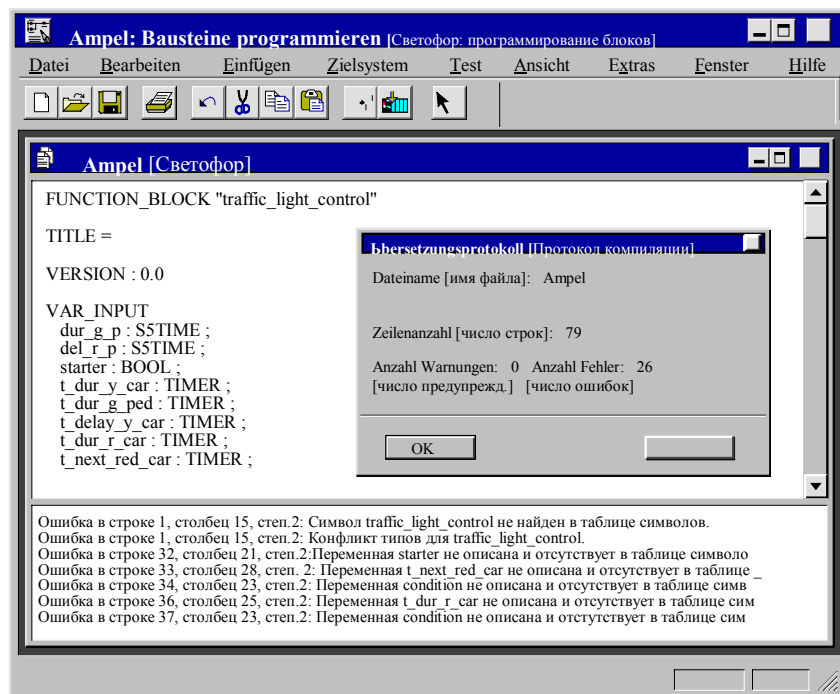 Ampel: Bausteine programmieren [Светофор: программирование блоков]
Datei Bearbeiten Einfügen Zielsystem Test Ansicht Extras Fenster Hilfe
Ampel [Светофор]
FUNCTION_BLOCK "traffic_light_control"
TITLE =
VERSION : 0.0
VAR_INPUT
dur_g_p : S5TIME ;
del_r_p : S5TIME ;
starter : BOOL ;
t_dur_y_car : TIMER ;
t_dur_g_ped : TIMER ;
t_delay_y_car : TIMER ;
t_dur_r_car : TIMER ;
t_next_red_car : TIMER ;
Ьbersetzungsprotokoll [Протокол компиляции]
Dateiname [имя файла]: Ampel
Zeilenanzahl [число строк]: 79
Anzahl Warnungen: 0 Anzahl Fehler: 26
[число предупрежд.] [число ошибок]
OK
Ошибка в строке 1, столбец 15, степ.2: Символ traffic_light_control не найден в таблице символов.
Ошибка в строке 1, столбец 15, степ.2: Конфликт типов для traffic_light_control.
Ошибка в строке 32, столбец 21, степ.2:Переменная starter не описана и отсутствует в таблице символо
Ошибка в строке 33, столбец 28, степ. 2: Переменная t_next_red_car не описана и отсутствует в таблице _
Ошибка в строке 34, столбец 23, степ.2: Переменная condition не описана и отсутствует в таблице симв
Ошибка в строке 36, столбец 25, степ.2: Переменная t_dur_r_car не описана и отсутствует в таблице сим
Ошибка в строке 37, столбец 23, степ.2: Переменная condition не описана и отстутствует в таблице сим